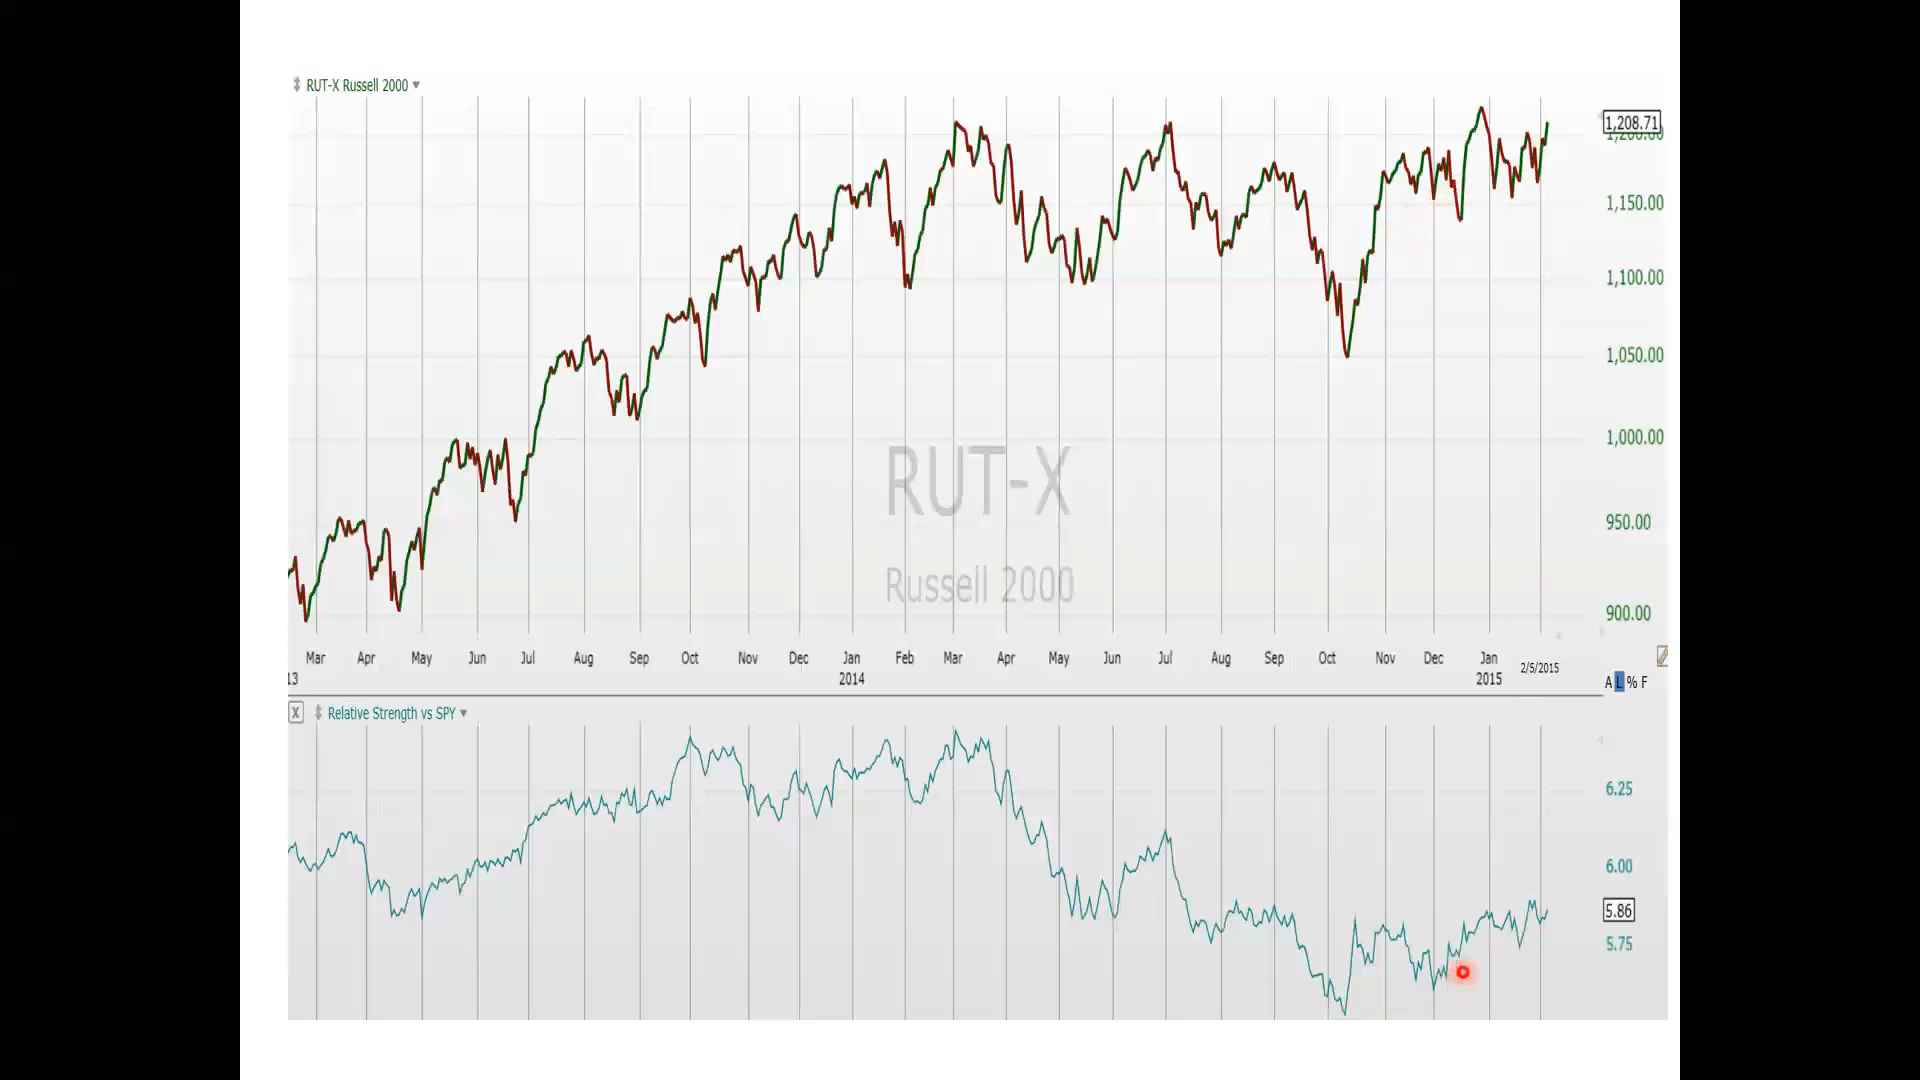 RUT-X Russell 2000
1,208.71
1,200.00
1,150.00
1,100.00
1,050.00
1,000.00
950.00
900.00
RUT-X
Russell 2000
Mar Apr May Jun Jul Aug Sep Oct Nov Dec Jan Feb Mar Apr May Jun Jul Aug Sep Oct Nov Dec Jan
13 2014 2015 2/5/2015
A L % F
X Relative Strength vs SPY
6.25
6.00
5.86
5.75